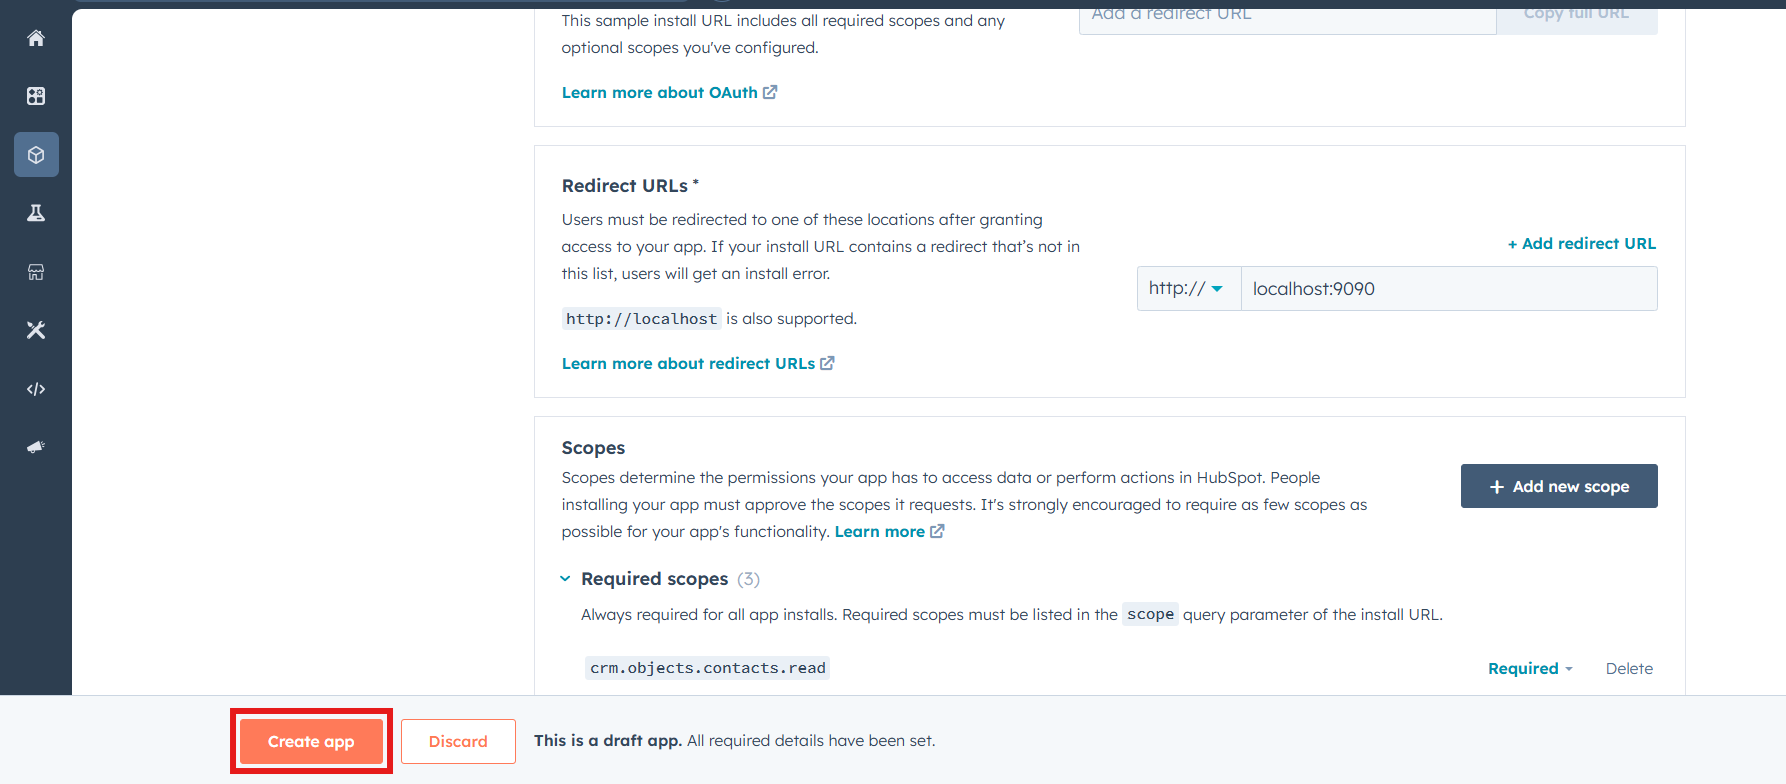 This sample install URL includes all required scopes and any
optional scopes you've configured.
Add a redirect URL
Copy full URL
Learn more about OAuth
Redirect URLs *
Users must be redirected to one of these locations after granting
access to your app. If your install URL contains a redirect that’s not in
this list, users will get an install error.
http://localhost is also supported.
Learn more about redirect URLs
+ Add redirect URL
http:// localhost:9090
Scopes
Scopes determine the permissions your app has to access data or perform actions in HubSpot. People
installing your app must approve the scopes it requests. It's strongly encouraged to require as few scopes as
possible for your app's functionality. Learn more
+ Add new scope
Required scopes (3)
Always required for all app installs. Required scopes must be listed in the scope query parameter of the install URL.
crm.objects.contacts.read
Required
Delete
Create app
Discard
This is a draft app. All required details have been set.